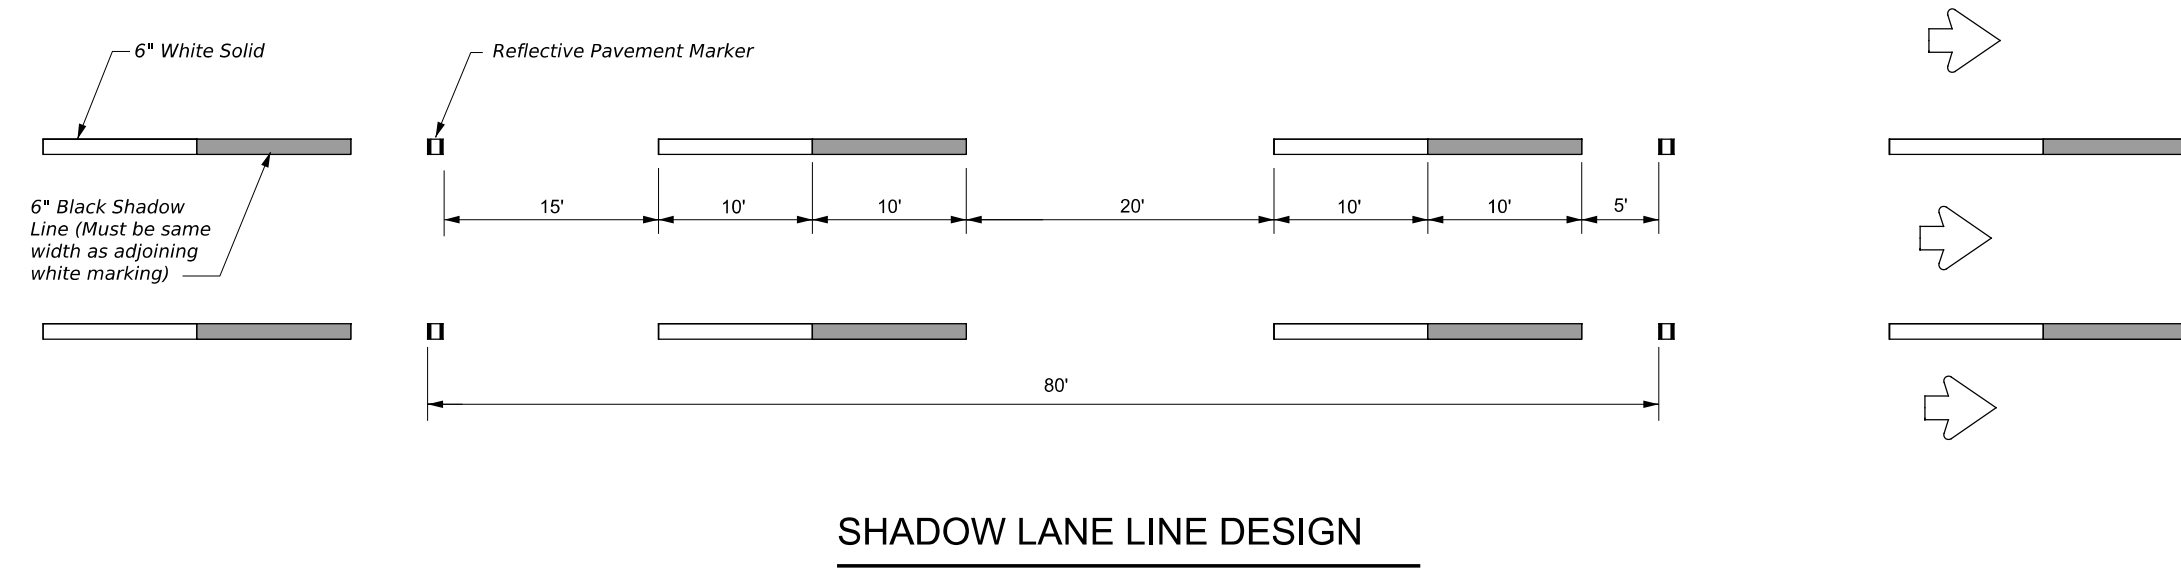 6" White Solid
Reflective Pavement Marker
6" Black Shadow
Line (Must be same
width as adjoining
white marking)
15'
10'
10'
20'
10'
10'
5'
80'
SHADOW LANE LINE DESIGN